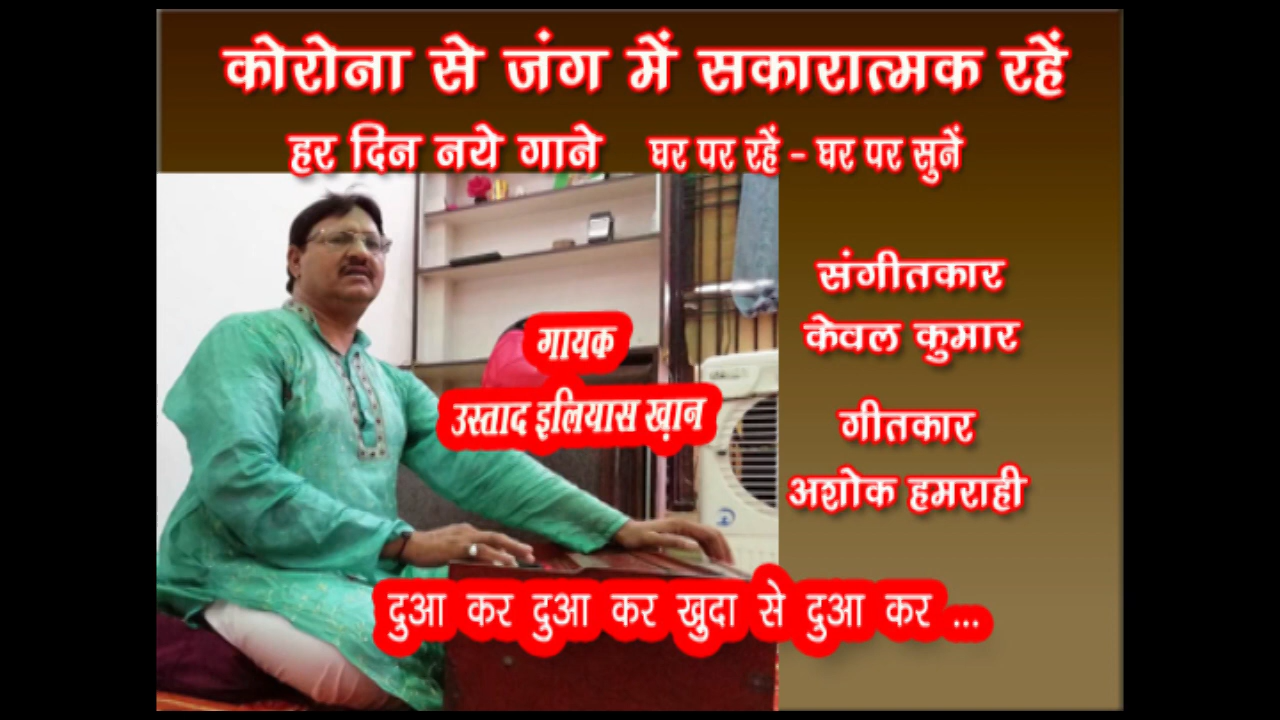 कोरोना से जंग में सकारात्मक रहें
हर दिन नये गाने घर पर रहें - घर पर सुनें
संगीतकार
केवल कुमार
गायक
उस्ताद इलियास ख़ान
गीतकार
अशोक हमराही
दुआ कर दुआ कर खुदा से दुआ कर ...